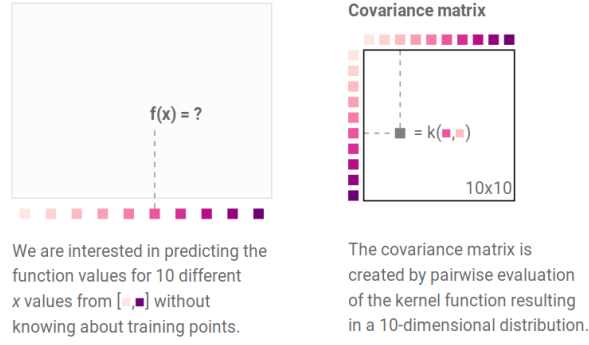 Covariance matrix
f(x) = ?
= k( , )
10x10
We are interested in predicting the
function values for 10 different
x values from [ , ] without
knowing about training points.
The covariance matrix is
created by pairwise evaluation
of the kernel function resulting
in a 10-dimensional distribution.